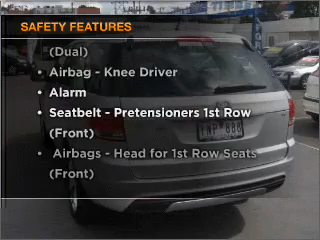 SAFETY FEATURES
(Dual)
• Airbag - Knee Driver
• Alarm
• Seatbelt - Pretensioners 1st Row
(Front)
• Airbags - Head for 1st Row Seats
(Front)